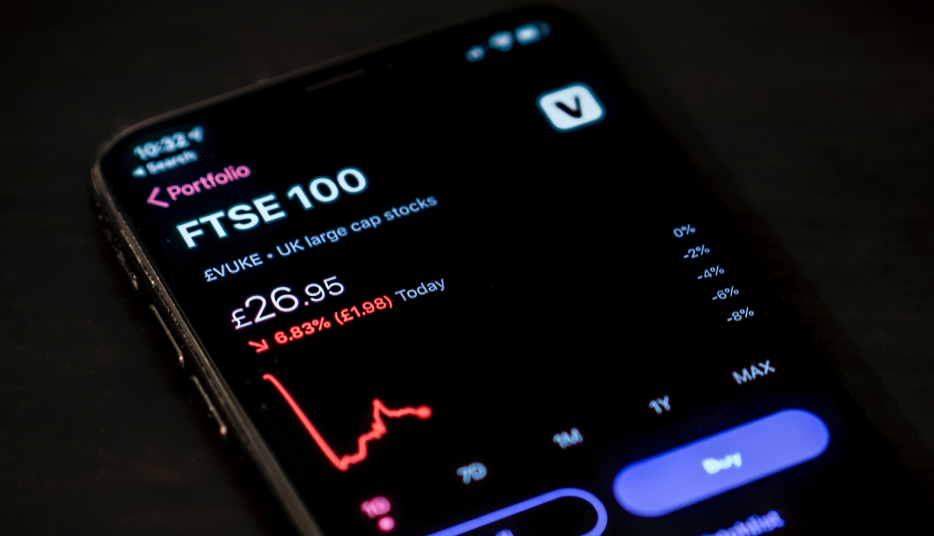 10:32
Search
Portfolio
V
FTSE 100
£VUKE • UK large cap stocks
£26.95
6.83% (£1.98) Today
0%
-2%
-4%
-6%
-8%
1D 7D 1M 1Y MAX
Buy